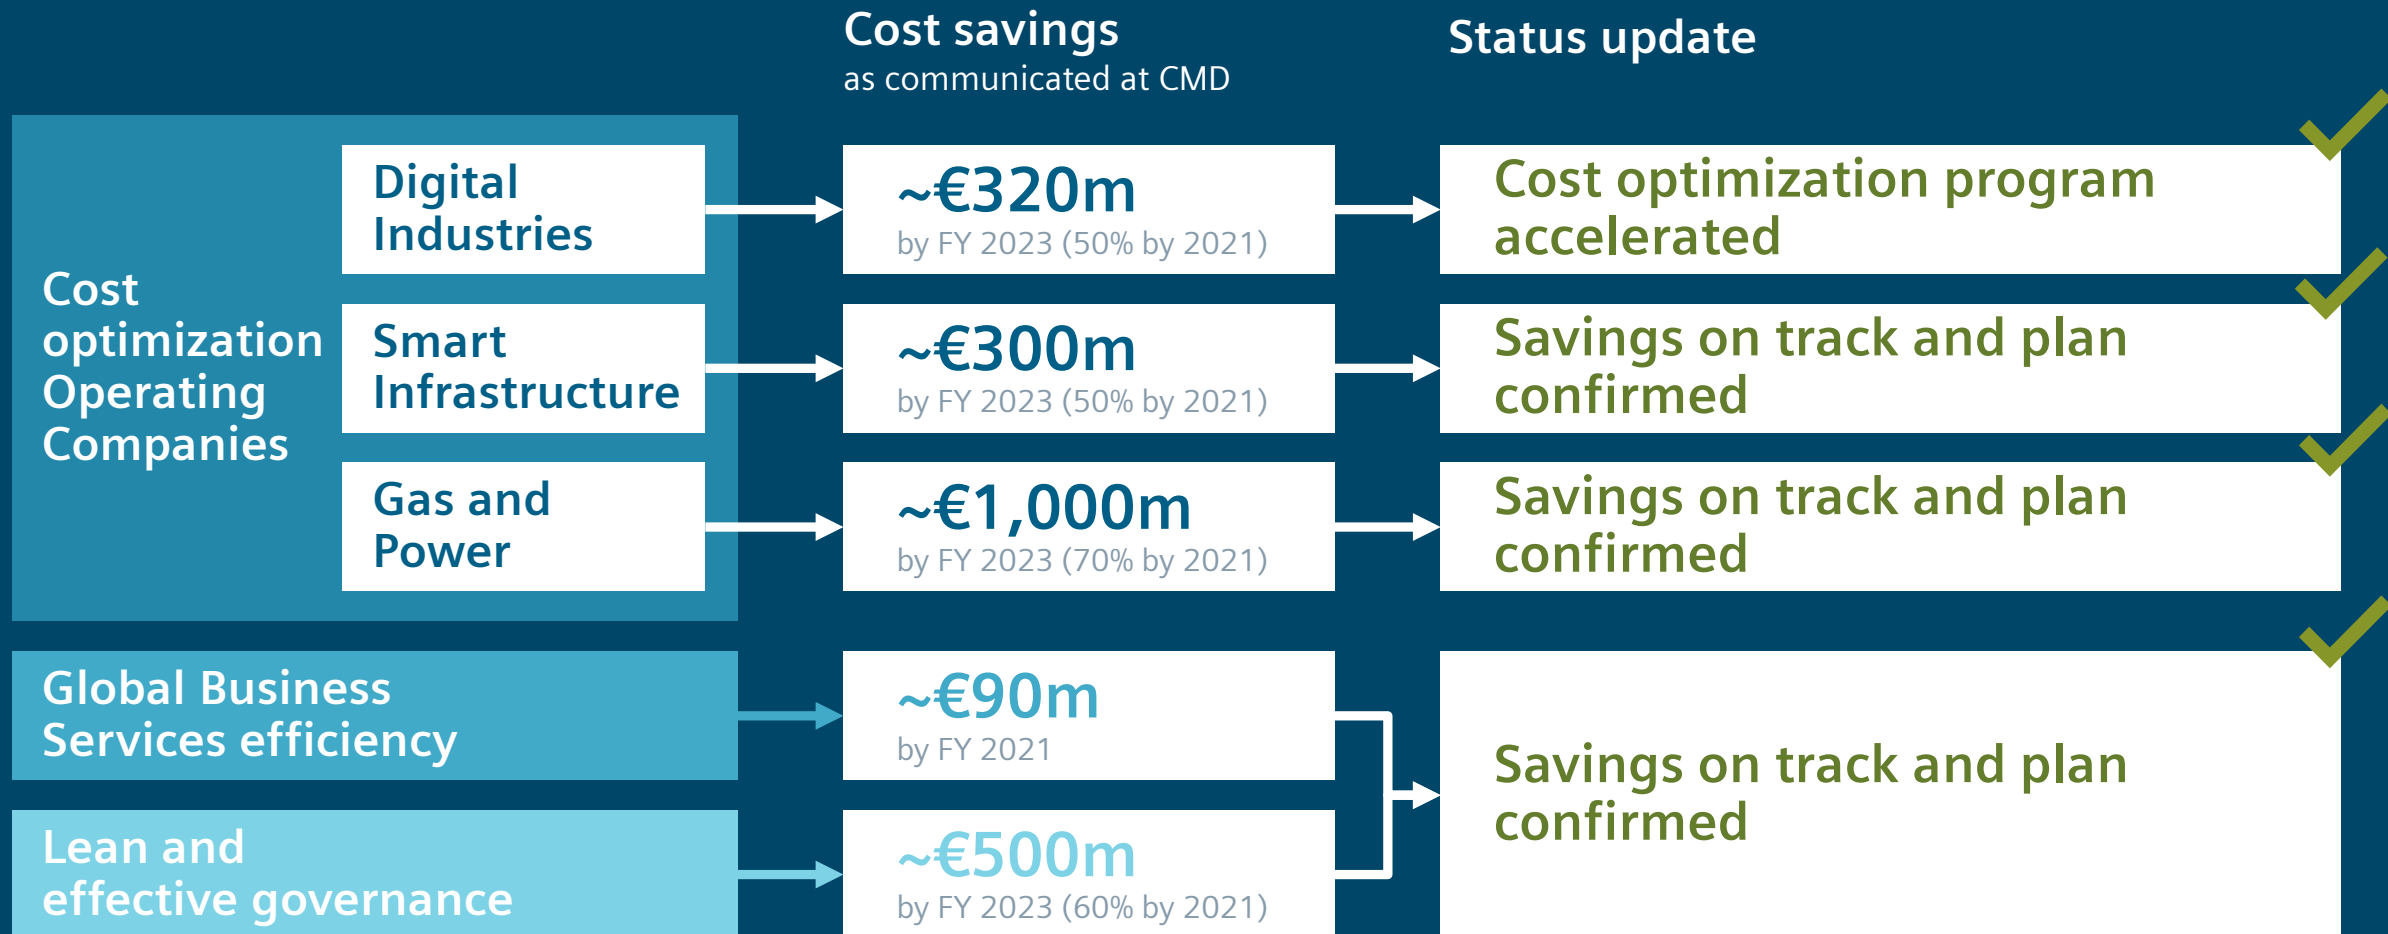 Cost savings
as communicated at CMD
Status update
Cost
optimization
Operating
Companies
Digital
Industries
~€320m
by FY 2023 (50% by 2021)
Cost optimization program
accelerated
Smart
Infrastructure
~€300m
by FY 2023 (50% by 2021)
Savings on track and plan
confirmed
Gas and
Power
~€1,000m
by FY 2023 (70% by 2021)
Savings on track and plan
confirmed
Global Business
Services efficiency
~€90m
by FY 2021
Lean and
effective governance
~€500m
by FY 2023 (60% by 2021)
Savings on track and plan
confirmed